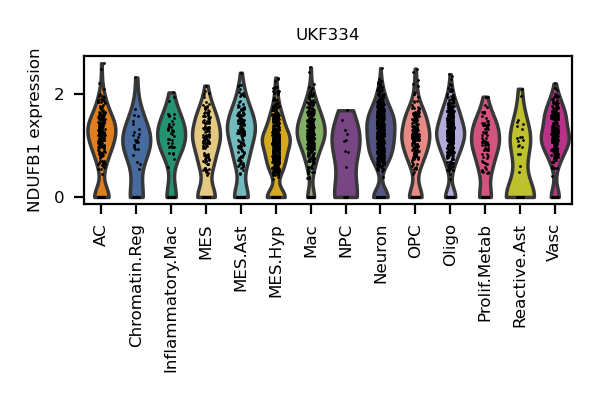 UKF334
NDUFB1 expression
2
0
AC
Chromatin.Reg
Inflammatory.Mac
MES
MES.Ast
MES.Hyp
Mac
NPC
Neuron
OPC
Oligo
Prolif.Metab
Reactive.Ast
Vasc